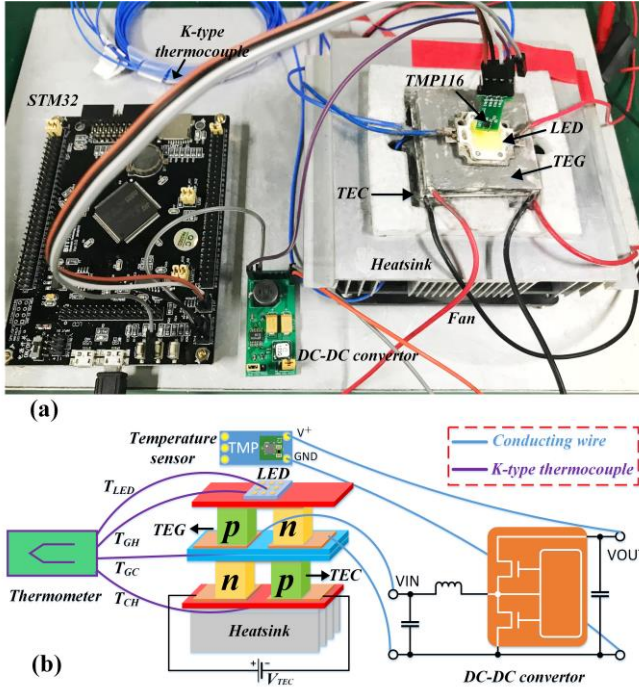 K-type
thermocouple
STM32
TMP116
LED
TEG
TEC
Heatsink
Fan
DC-DC convertor
(a)
Temperature
sensor
TMP
V+
GND
Conducting wire
K-type thermocouple
LED
TLED
TEG
p
n
TGH
TGC
TCH
Thermometer
n
p
TEC
Heatsink
VTEC
+
-
VIN
VOUT
DC-DC convertor
(b)